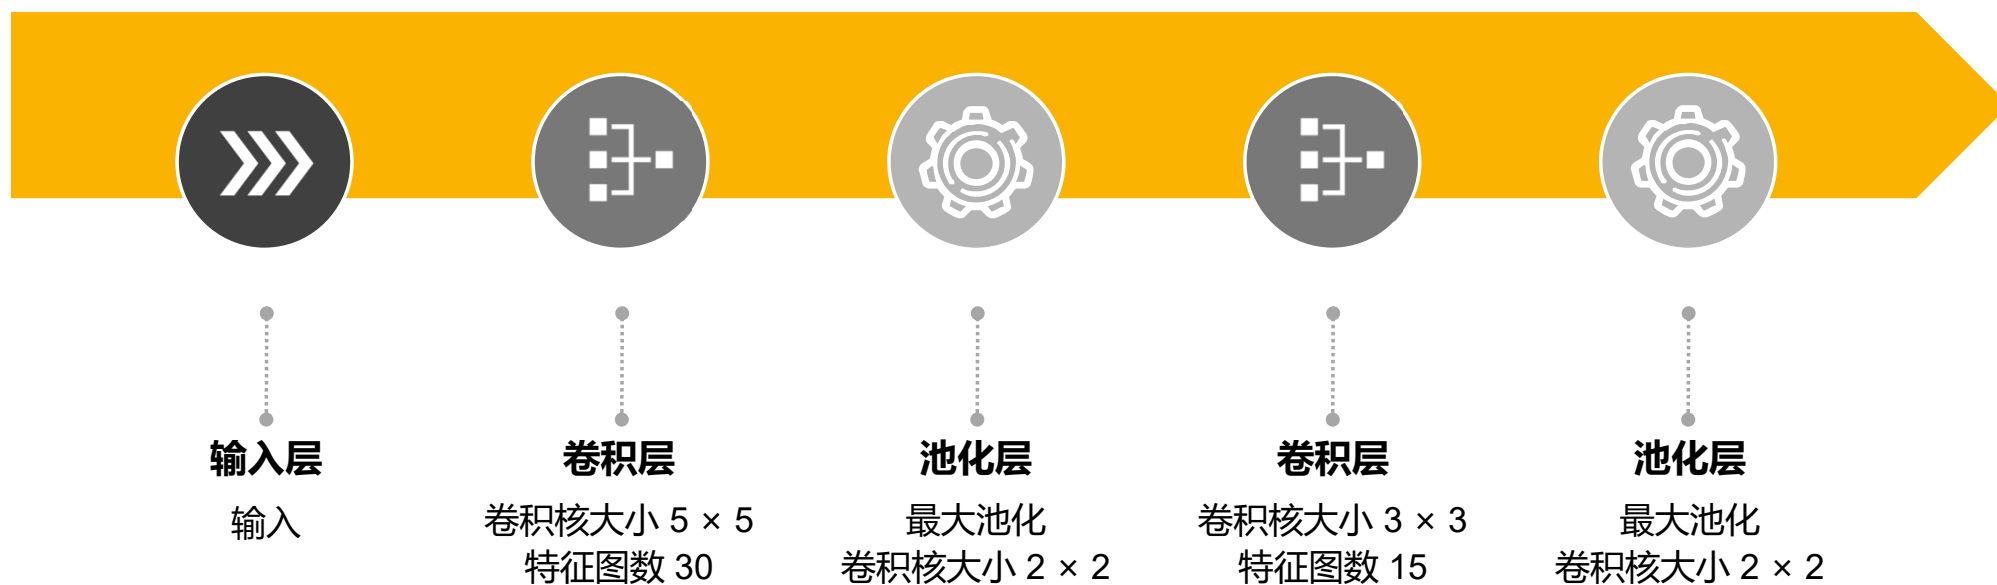 输入层
输入
卷积层
卷积核大小 5 × 5
特征图数 30
池化层
最大池化
卷积核大小 2 × 2
卷积层
卷积核大小 3 × 3
特征图数 15
池化层
最大池化
卷积核大小 2 × 2